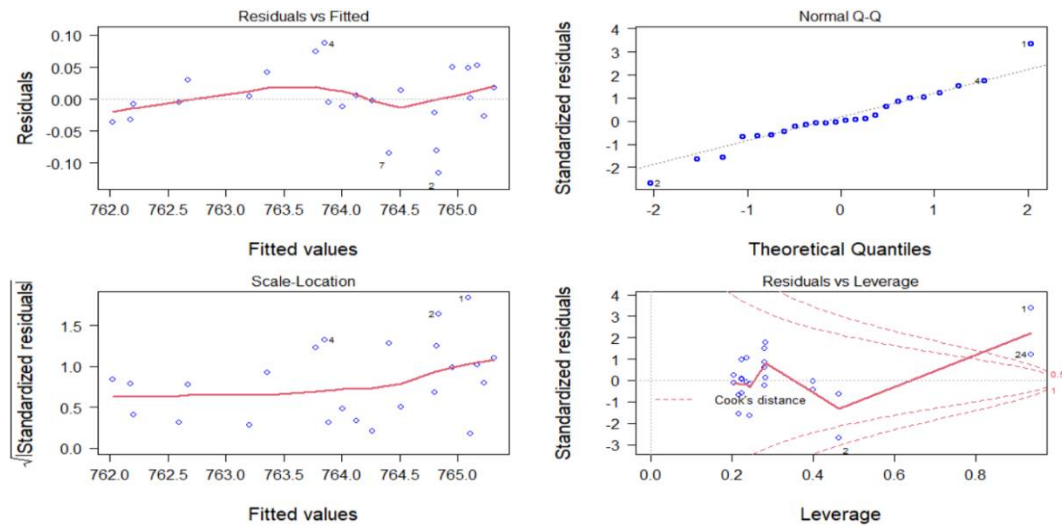 Residuals vs Fitted
Residuals
0.10
0.05
0.00
-0.05
-0.10
4
7
2
762.0 762.5 763.0 763.5 764.0 764.5 765.0
Fitted values
Normal Q-Q
Standardized residuals
4
3
2
1
0
-1
-2
1
4
2
-2 -1 0 1 2
Theoretical Quantiles
Scale-Location
√|Standardized residuals|
1.5
1.0
0.5
0.0
1
2
4
762.0 762.5 763.0 763.5 764.0 764.5 765.0
Fitted values
Residuals vs Leverage
Standardized residuals
4
3
2
1
0
-1
-2
-3
1
24
2
0.5
1
Cook's distance
0.0 0.2 0.4 0.6 0.8
Leverage